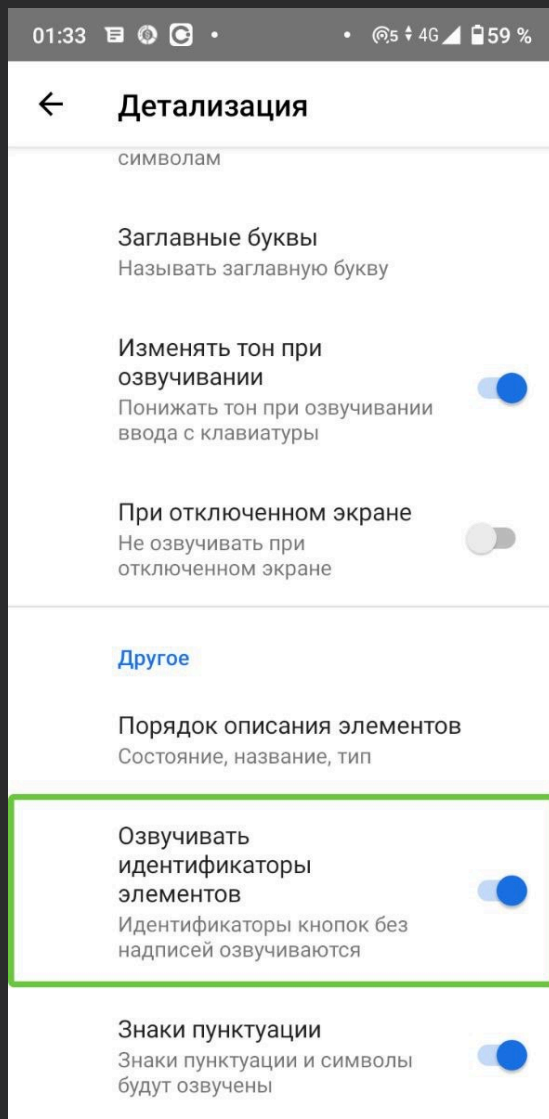 01:33 5 4G 59 %
Детализация
символам
Заглавные буквы
Называть заглавную букву
Изменять тон при
озвучивании
Понижать тон при озвучивании
ввода с клавиатуры
При отключенном экране
Не озвучивать при
отключенном экране
Другое
Порядок описания элементов
Состояние, название, тип
Озвучивать
идентификаторы
элементов
Идентификаторы кнопок без
надписей озвучиваются
Знаки пунктуации
Знаки пунктуации и символы
будут озвучены